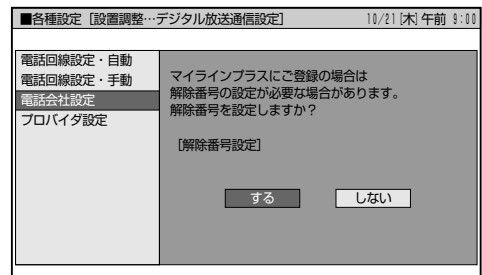 ■各種設定［設置調整…デジタル放送通信設定］ 10/21［木］午前 9:00
電話回線設定・自動
電話回線設定・手動
電話会社設定
プロバイダ設定
マイラインプラスにご登録の場合は
解除番号の設定が必要な場合があります。
解除番号を設定しますか？
［解除番号設定］
する しない